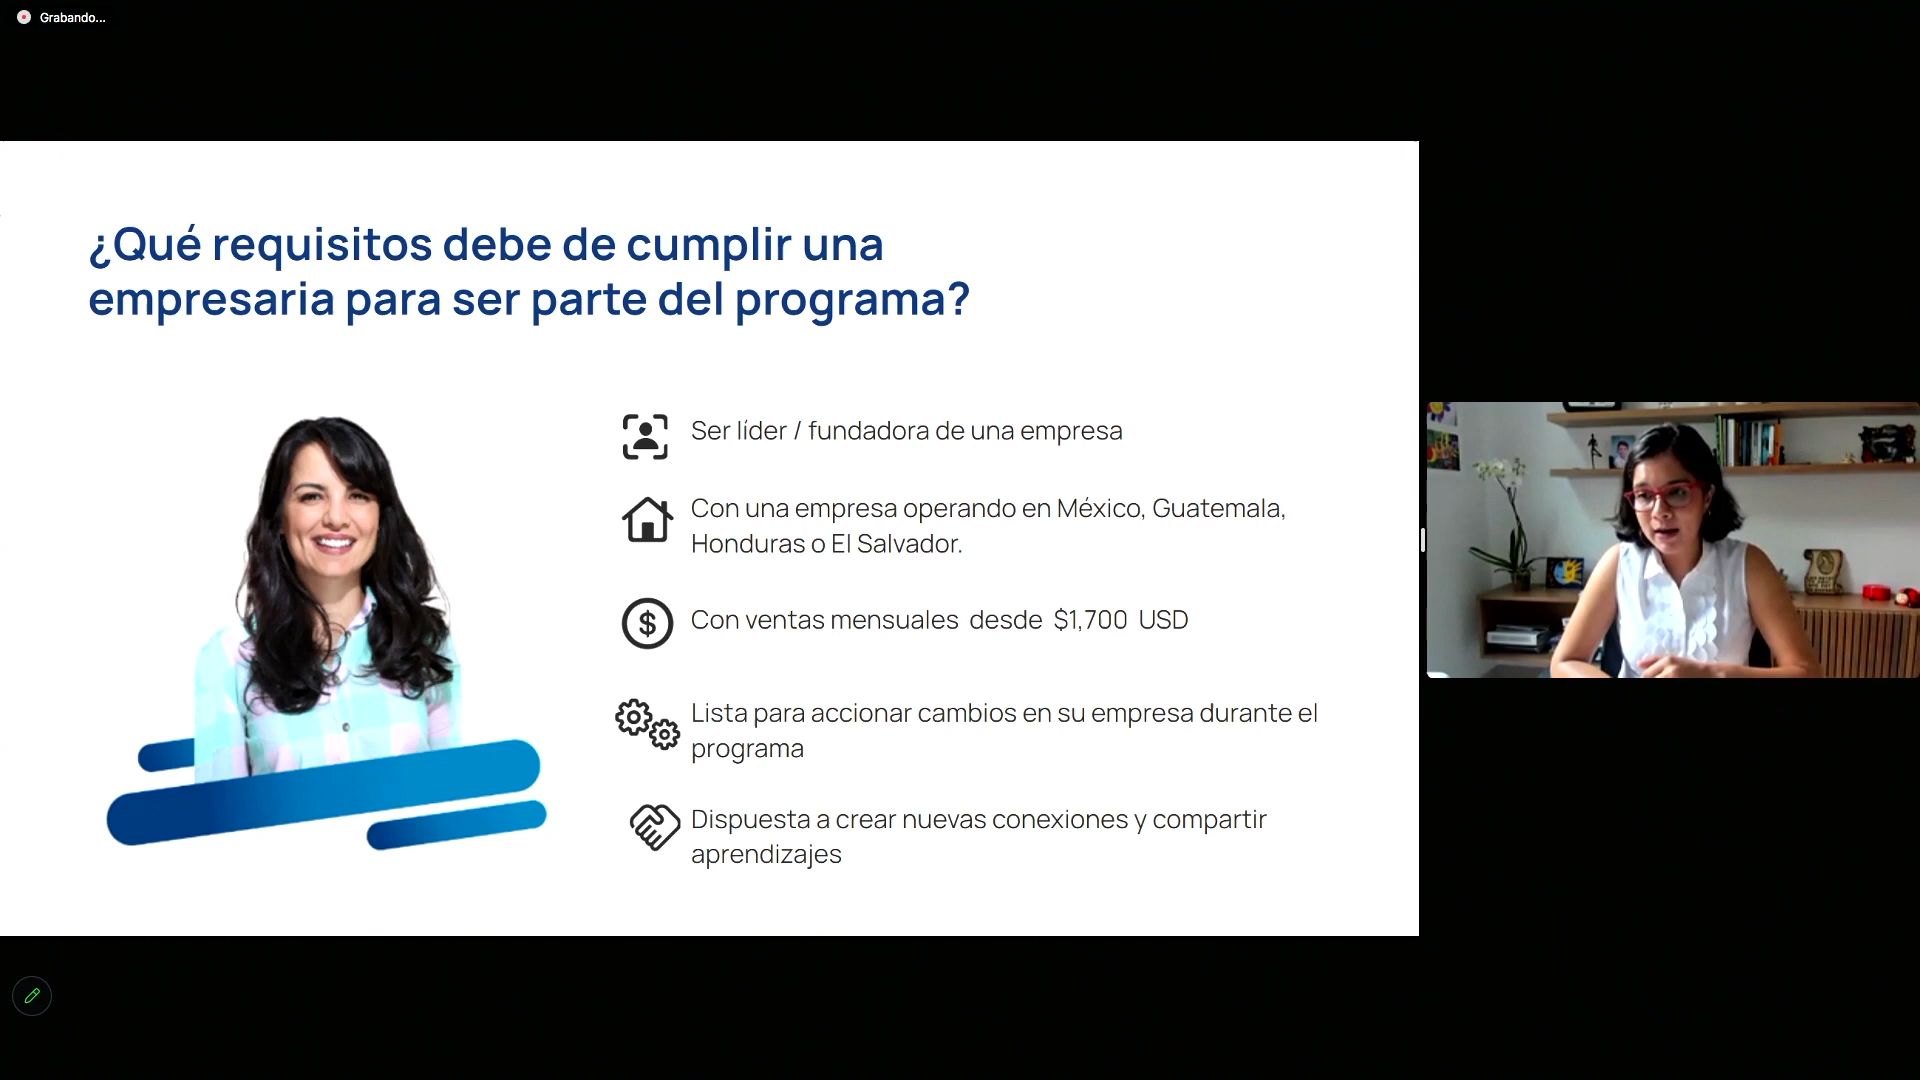 Grabando...
¿Qué requisitos debe de cumplir una
empresaria para ser parte del programa?
Ser líder / fundadora de una empresa
Con una empresa operando en México, Guatemala,
Honduras o El Salvador.
$
Con ventas mensuales desde $1,700 USD
Lista para accionar cambios en su empresa durante el
programa
Dispuesta a crear nuevas conexiones y compartir
aprendizajes